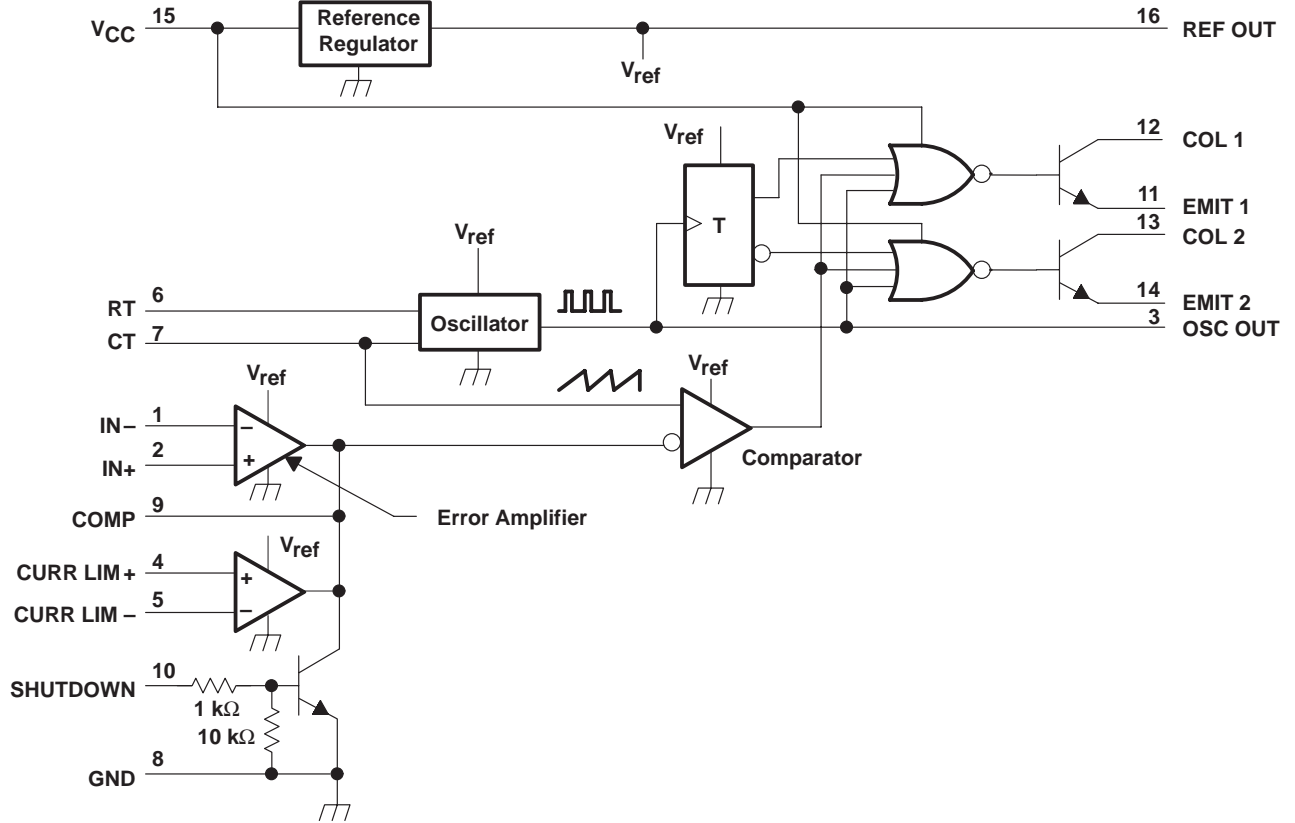 VCC 15
Reference
Regulator
16 REF OUT
Vref
Vref
12 COL 1
11 EMIT 1
T
13 COL 2
Vref
14 EMIT 2
RT 6
Oscillator
3 OSC OUT
CT 7
Vref
Vref
IN– 1
–
IN+ 2
+
Comparator
COMP 9
Error Amplifier
Vref
CURR LIM + 4
+
CURR LIM – 5
–
SHUTDOWN 10
1 kΩ
10 kΩ
GND 8